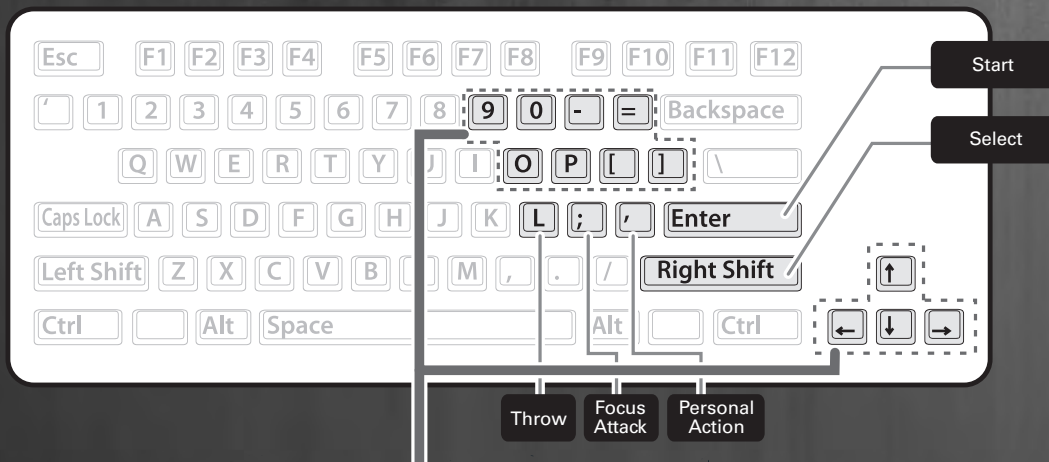 Esc F1 F2 F3 F4 F5 F6 F7 F8 F9 F10 F11 F12
Start
' 1 2 3 4 5 6 7 8 9 0 - = Backspace
Select
Q W E R T Y U I O P [ ] \
Caps Lock A S D F G H J K L ; ' Enter
Left Shift Z X C V B M , . / Right Shift ↑
Ctrl Alt Space Alt Ctrl ← ↓ →
Throw
Focus
Attack
Personal
Action